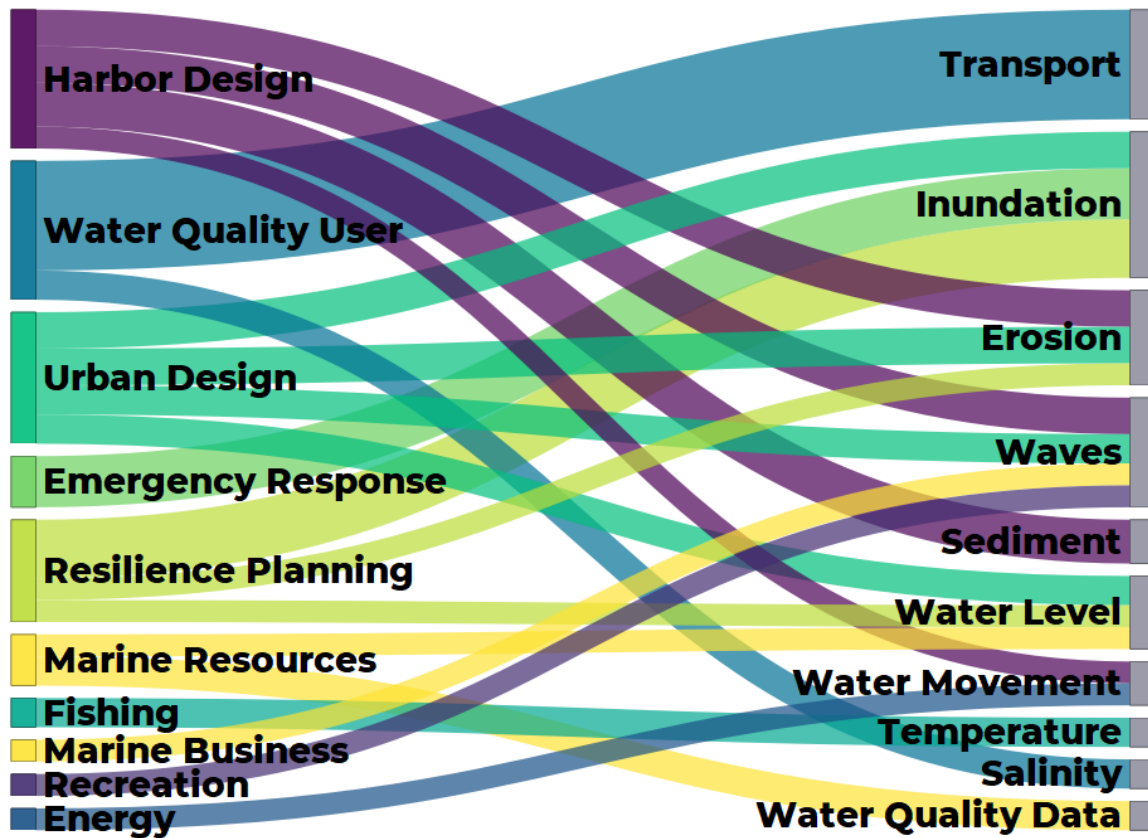 Harbor Design
Water Quality User
Urban Design
Emergency Response
Resilience Planning
Marine Resources
Fishing
Marine Business
Recreation
Energy
Transport
Inundation
Erosion
Waves
Sediment
Water Level
Water Movement
Temperature
Salinity
Water Quality Data